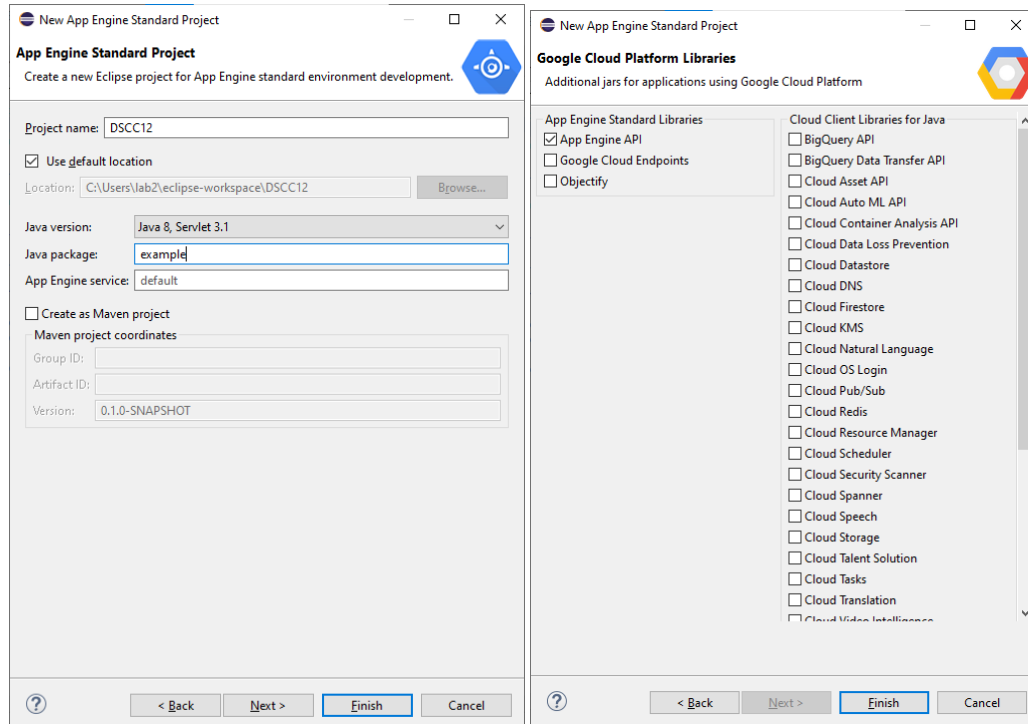 New App Engine Standard Project
App Engine Standard Project
Create a new Eclipse project for App Engine standard environment development.
Project name: DSCC12
Use default location
Location: C:\Users\lab2\eclipse-workspace\DSCC12 Browse...
Java version: Java 8, Servlet 3.1
Java package: example
App Engine service: default
Create as Maven project
Maven project coordinates
Group ID:
Artifact ID:
Version: 0.1.0-SNAPSHOT
? < Back Next > Finish Cancel
New App Engine Standard Project
Google Cloud Platform Libraries
Additional jars for applications using Google Cloud Platform
App Engine Standard Libraries
App Engine API
Google Cloud Endpoints
Objectify
Cloud Client Libraries for Java
BigQuery API
BigQuery Data Transfer API
Cloud Asset API
Cloud Auto ML API
Cloud Container Analysis API
Cloud Data Loss Prevention
Cloud Datastore
Cloud DNS
Cloud Firestore
Cloud KMS
Cloud Natural Language
Cloud OS Login
Cloud Pub/Sub
Cloud Redis
Cloud Resource Manager
Cloud Scheduler
Cloud Security Scanner
Cloud Spanner
Cloud Speech
Cloud Storage
Cloud Talent Solution
Cloud Tasks
Cloud Translation
Cloud Video Intelligence
? < Back Next > Finish Cancel